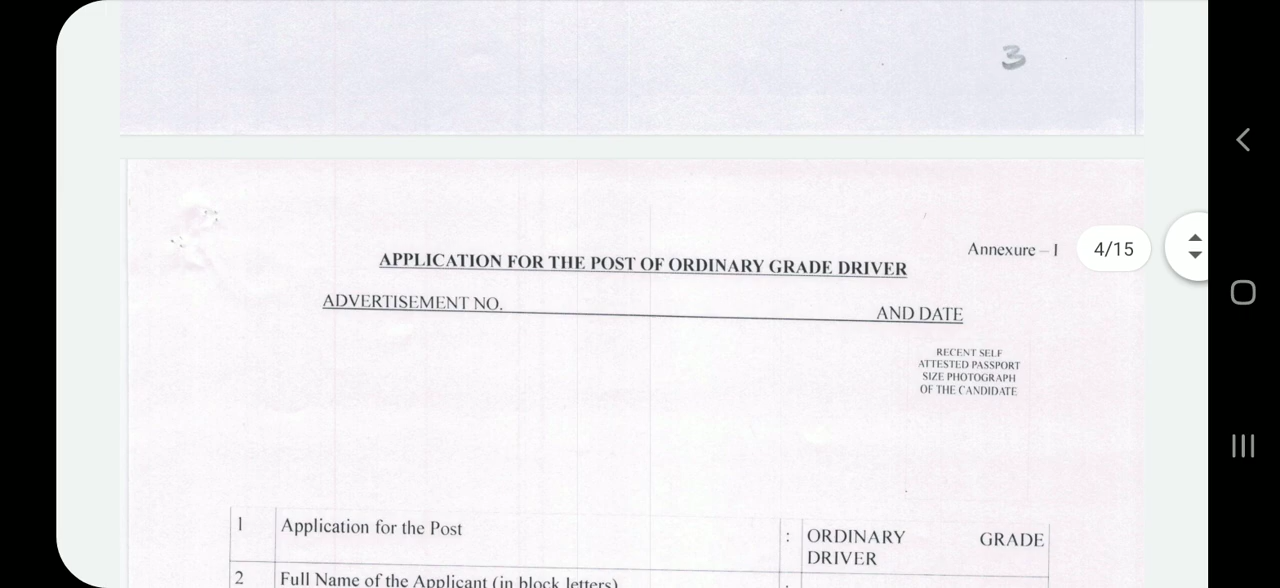 3
Annexure – I
4/15
APPLICATION FOR THE POST OF ORDINARY GRADE DRIVER
ADVERTISEMENT NO. AND DATE
RECENT SELF
ATTESTED PASSPORT
SIZE PHOTOGRAPH
OF THE CANDIDATE
1 Application for the Post : ORDINARY GRADE
DRIVER
2 Full Name of the Applicant (in block letters) :